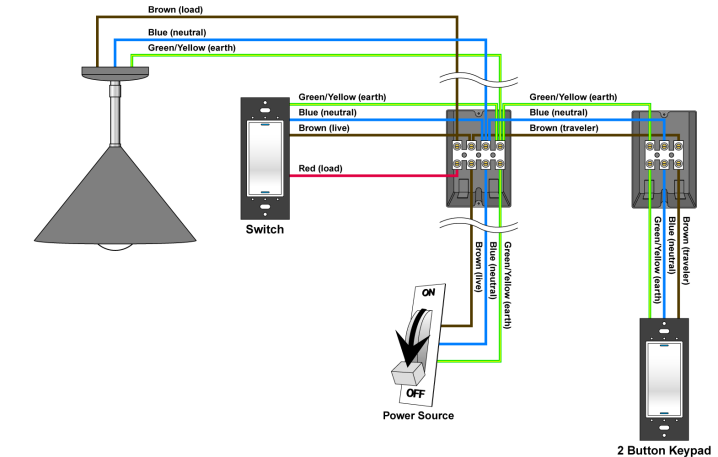 Brown (load)
Blue (neutral)
Green/Yellow (earth)
Green/Yellow (earth)
Blue (neutral)
Brown (live)
Red (load)
Green/Yellow (earth)
Blue (neutral)
Brown (traveler)
Switch
Brown (live)
Blue (neutral)
Green/Yellow (earth)
Green/Yellow (earth)
Blue (neutral)
Brown (traveler)
ON
OFF
Power Source
2 Button Keypad